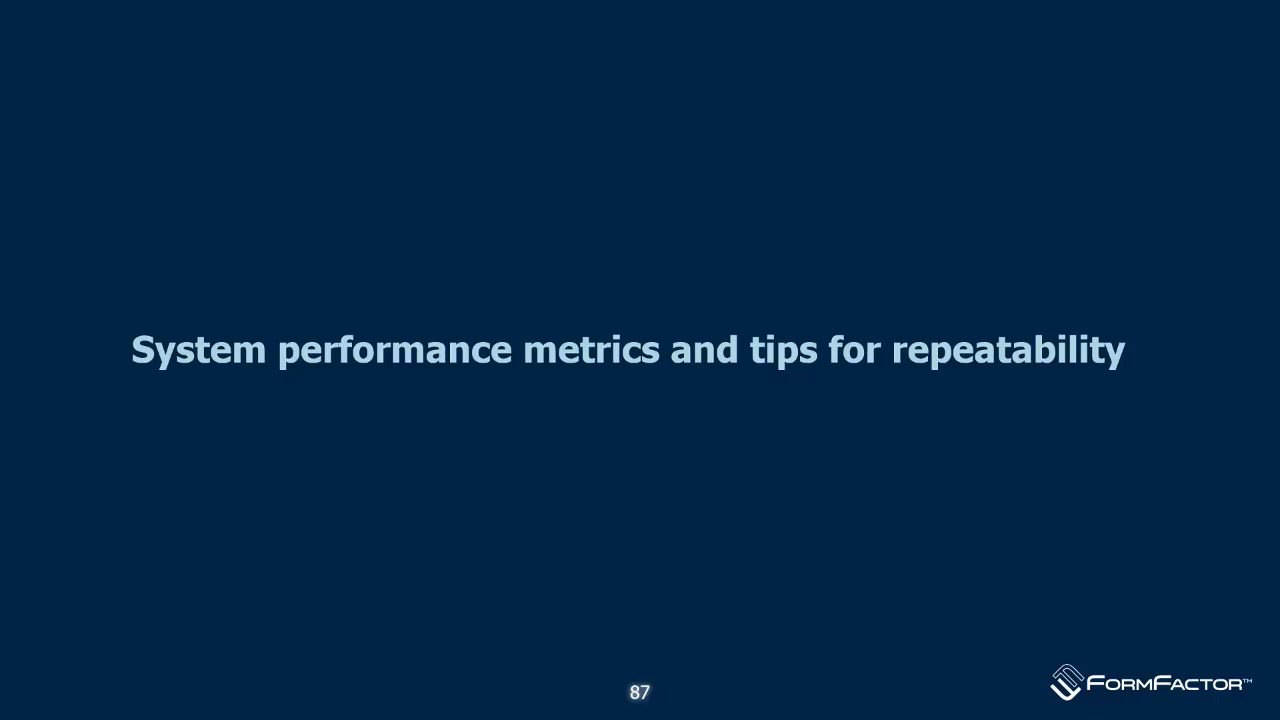 System performance metrics and tips for repeatability
87
FORMFACTOR™